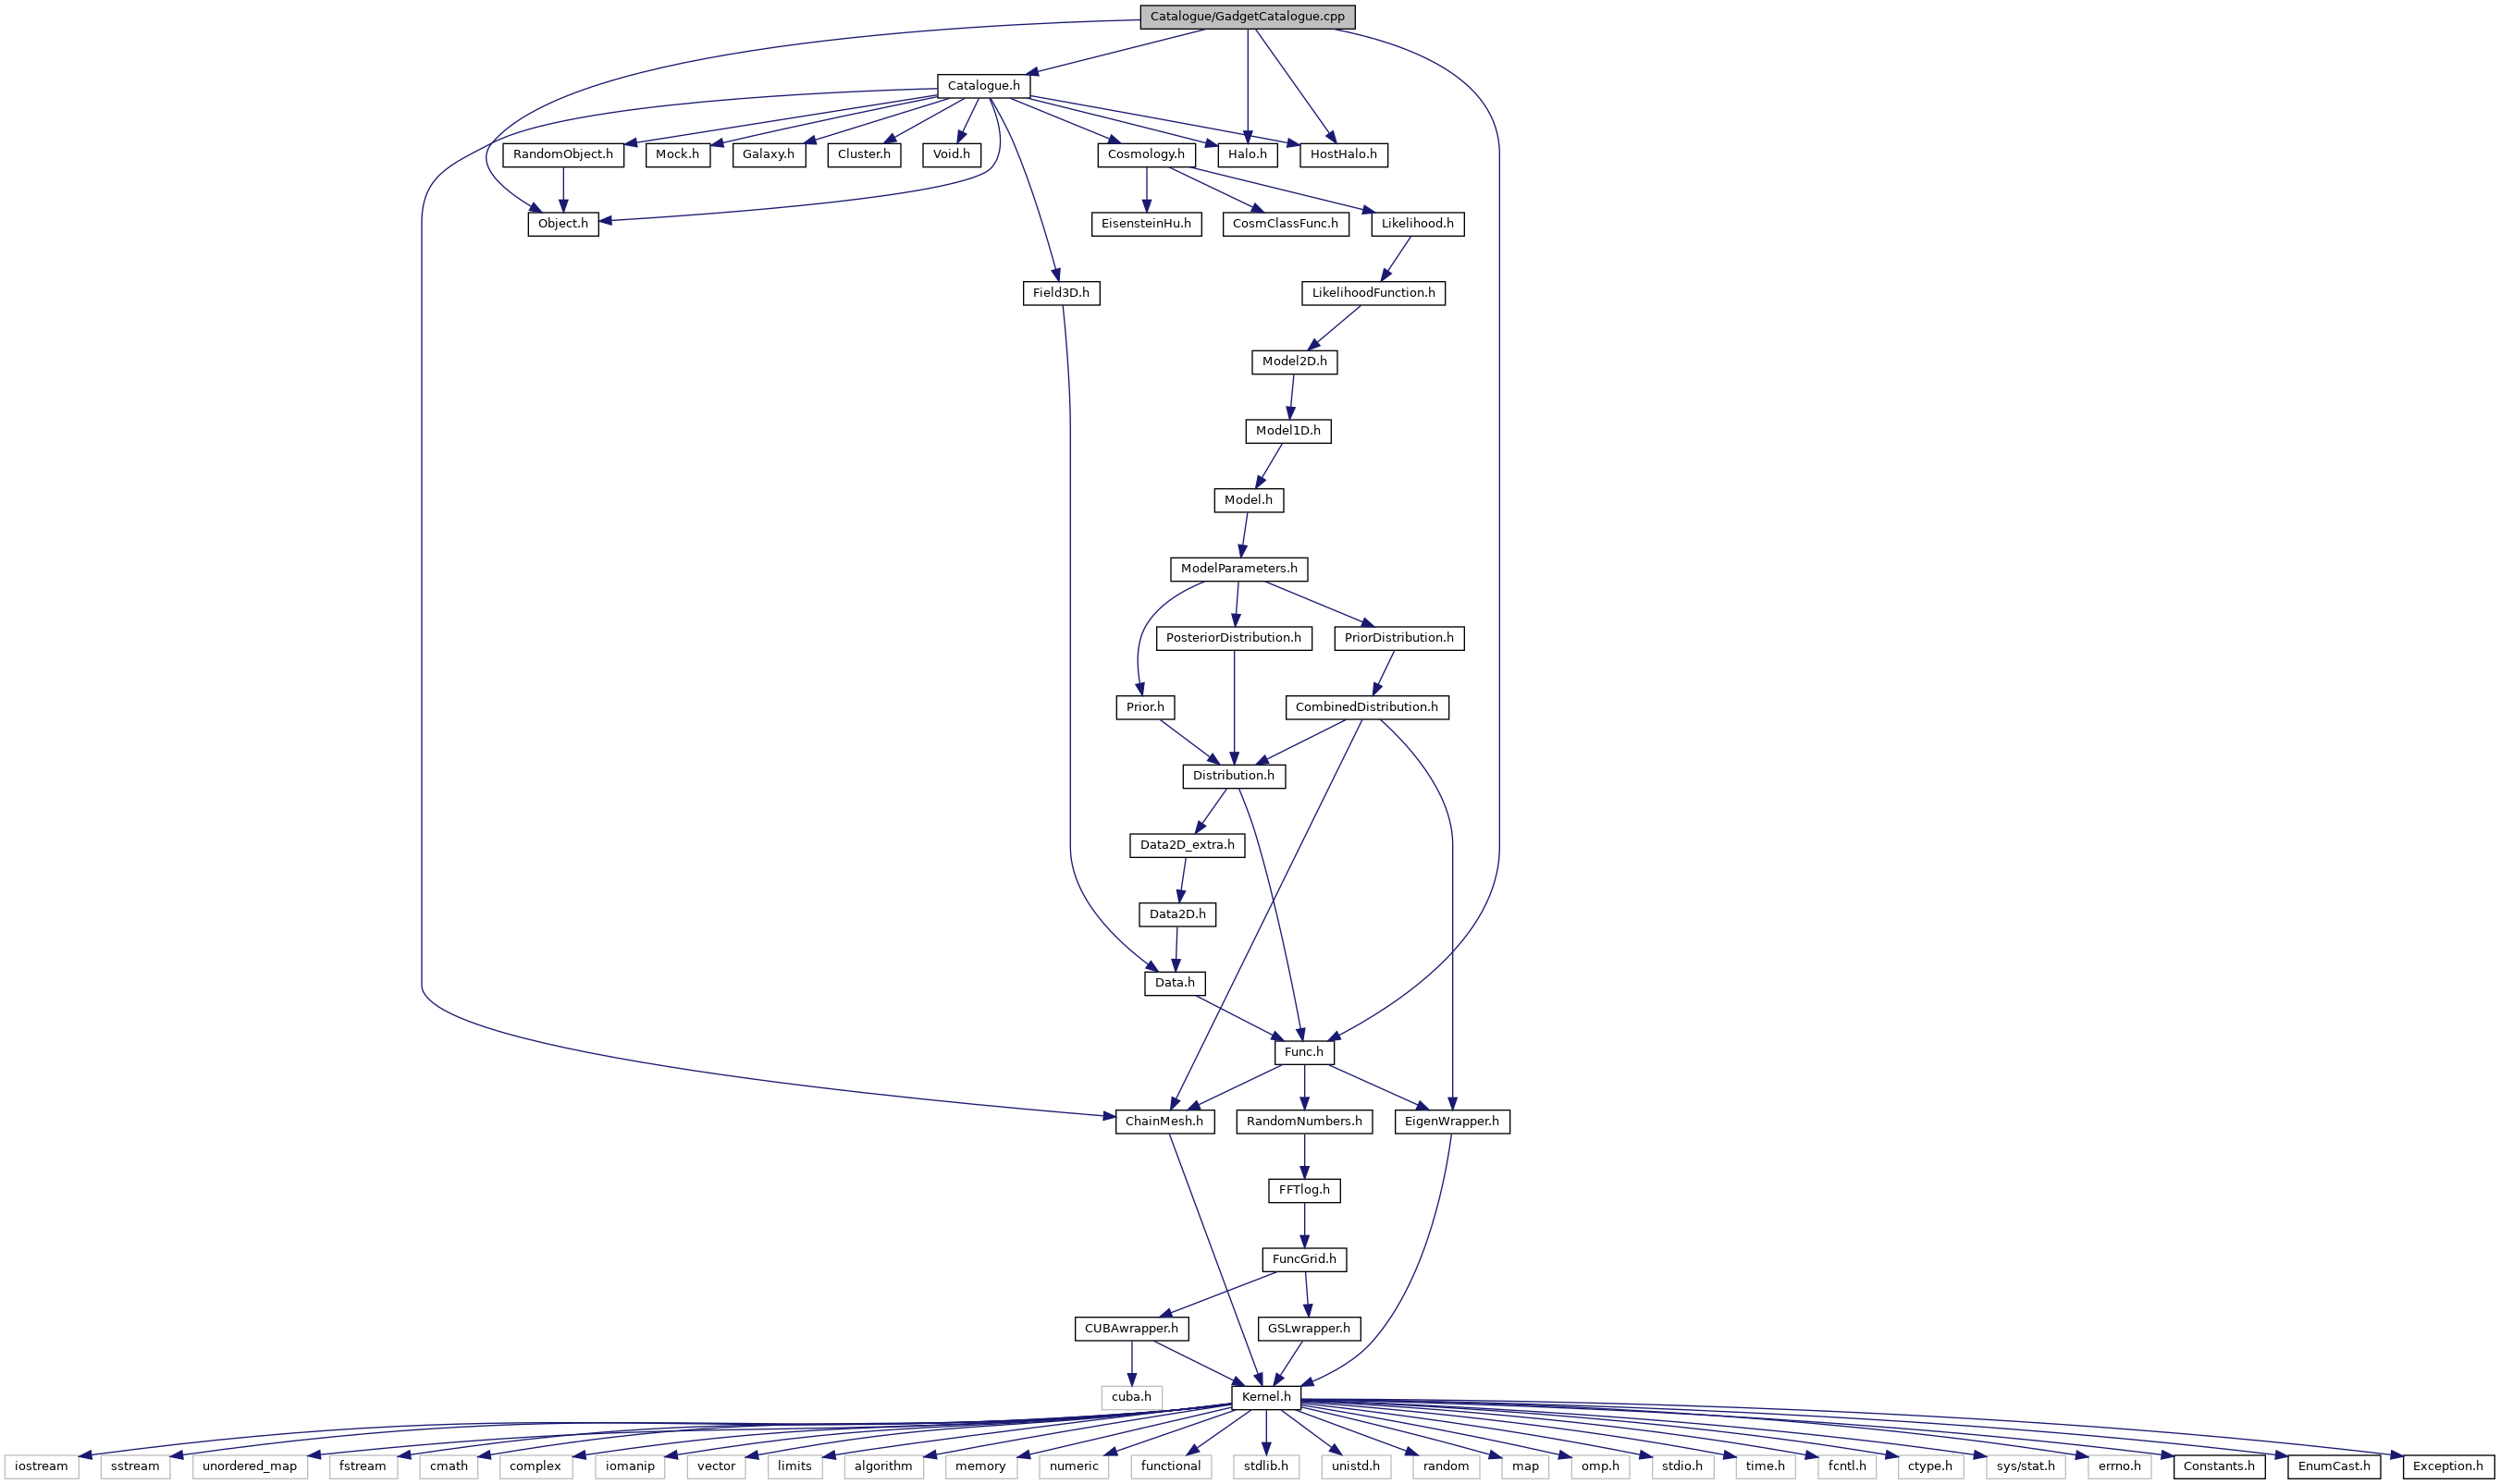 Catalogue/GadgetCatalogue.cpp
Catalogue.h
RandomObject.h
Mock.h
Galaxy.h
Cluster.h
Void.h
Cosmology.h
Halo.h
HostHalo.h
Object.h
EisensteinHu.h
CosmClassFunc.h
Likelihood.h
Field3D.h
LikelihoodFunction.h
Model2D.h
Model1D.h
Model.h
ModelParameters.h
PosteriorDistribution.h
PriorDistribution.h
Prior.h
CombinedDistribution.h
Distribution.h
Data2D_extra.h
Data2D.h
Data.h
Func.h
ChainMesh.h
RandomNumbers.h
EigenWrapper.h
FFTlog.h
FuncGrid.h
CUBAwrapper.h
GSLwrapper.h
cuba.h
Kernel.h
iostream
sstream
unordered_map
fstream
cmath
complex
iomanip
vector
limits
algorithm
memory
numeric
functional
stdlib.h
unistd.h
random
map
omp.h
stdio.h
time.h
fcntl.h
ctype.h
sys/stat.h
errno.h
Constants.h
EnumCast.h
Exception.h